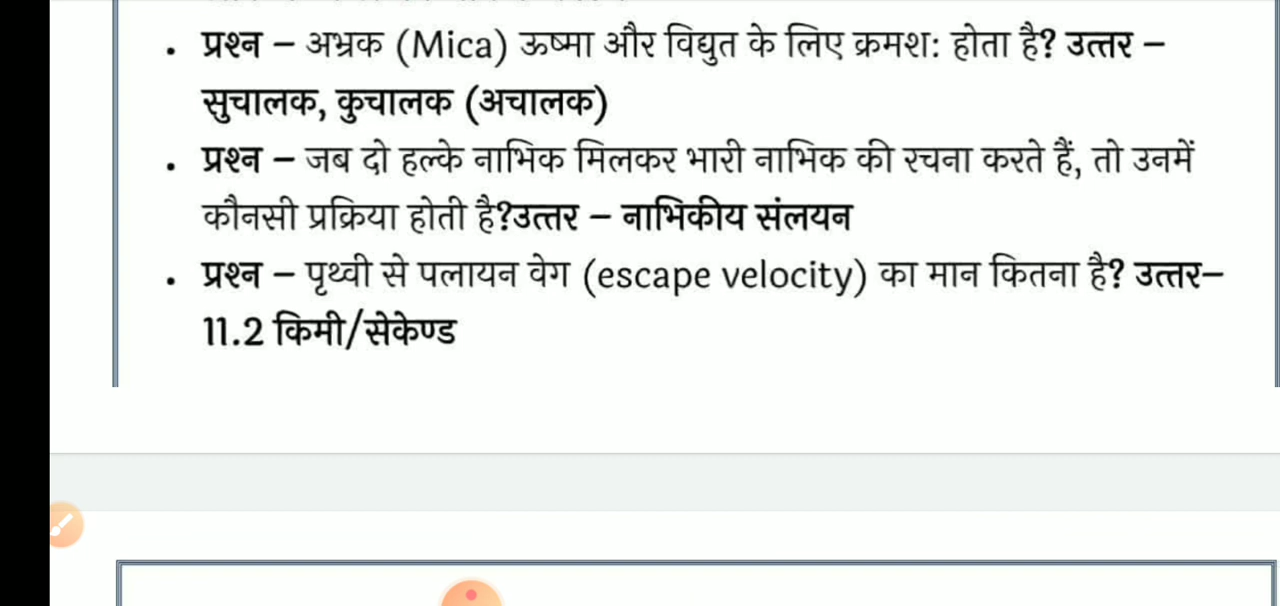 • प्रश्न – अभ्रक (Mica) ऊष्मा और विद्युत के लिए क्रमश: होता है? उत्तर –
सुचालक, कुचालक (अचालक)
• प्रश्न – जब दो हल्के नाभिक मिलकर भारी नाभिक की रचना करते हैं, तो उनमें
कौनसी प्रक्रिया होती है?उत्तर – नाभिकीय संलयन
• प्रश्न – पृथ्वी से पलायन वेग (escape velocity) का मान कितना है? उत्तर–
11.2 किमी/सेकेण्ड